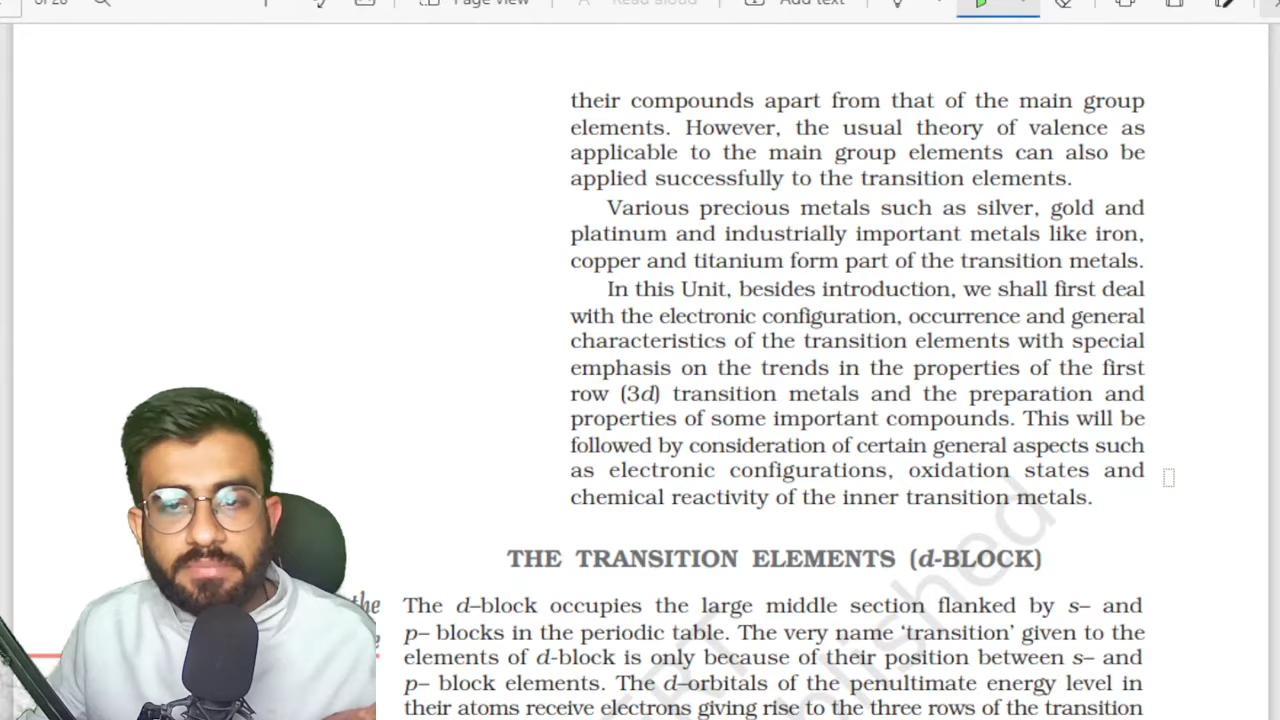 of 26
Page view
Read aloud
Add text
their compounds apart from that of the main group
elements. However, the usual theory of valence as
applicable to the main group elements can also be
applied successfully to the transition elements.
Various precious metals such as silver, gold and
platinum and industrially important metals like iron,
copper and titanium form part of the transition metals.
In this Unit, besides introduction, we shall first deal
with the electronic configuration, occurrence and general
characteristics of the transition elements with special
emphasis on the trends in the properties of the first
row (3d) transition metals and the preparation and
properties of some important compounds. This will be
followed by consideration of certain general aspects such
as electronic configurations, oxidation states and
chemical reactivity of the inner transition metals.
THE TRANSITION ELEMENTS (d-BLOCK)
the
The d–block occupies the large middle section flanked by s– and
p– blocks in the periodic table. The very name ‘transition’ given to the
elements of d-block is only because of their position between s– and
p– block elements. The d–orbitals of the penultimate energy level in
their atoms receive electrons giving rise to the three rows of the transition